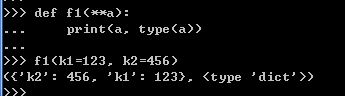 >>> def f1(**a):
...     print(a, type(a))
...
>>> f1(k1=123, k2=456)
({'k2': 456, 'k1': 123}, <type 'dict'>)
>>>